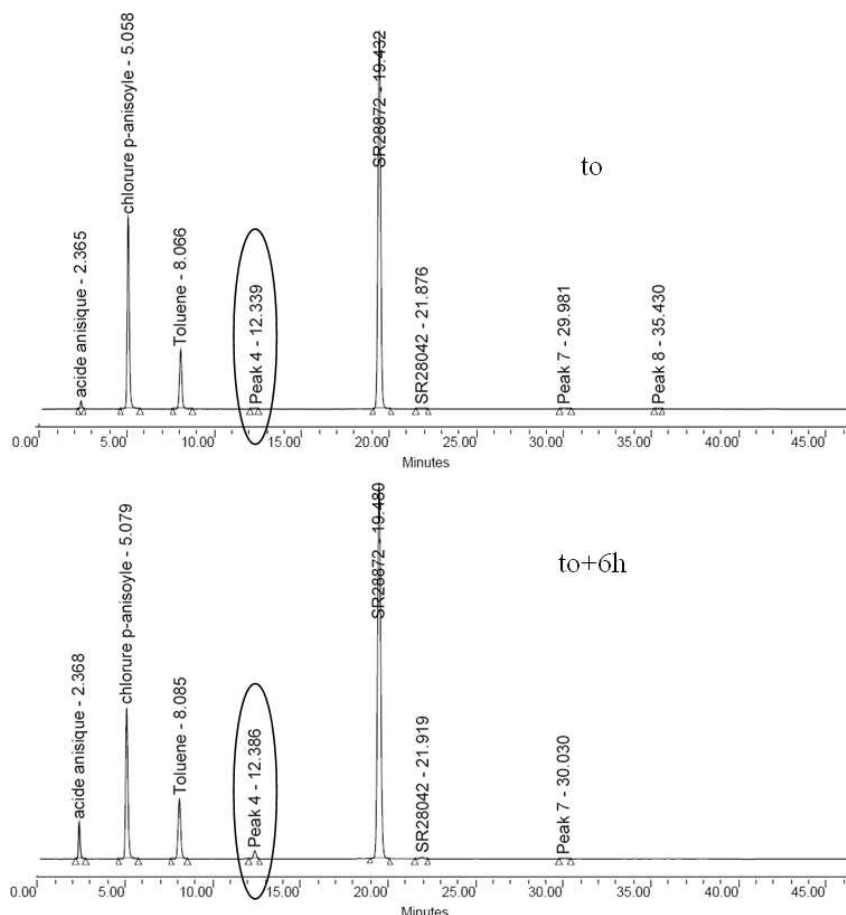 acide anisique - 2.365
chlorure p-anisoyle - 5.058
Toluene - 8.066
Peak 4 - 12.339
SR28872 - 19.432
SR28042 - 21.876
Peak 7 - 29.981
Peak 8 - 35.430
to
0.00 5.00 10.00 15.00 20.00 25.00 30.00 35.00 40.00 45.00
Minutes
acide anisique - 2.368
chlorure p-anisoyle - 5.079
Toluene - 8.085
Peak 4 - 12.386
SR28872 - 19.480
SR28042 - 21.919
Peak 7 - 30.030
to+6h
0.00 5.00 10.00 15.00 20.00 25.00 30.00 35.00 40.00 45.00
Minutes